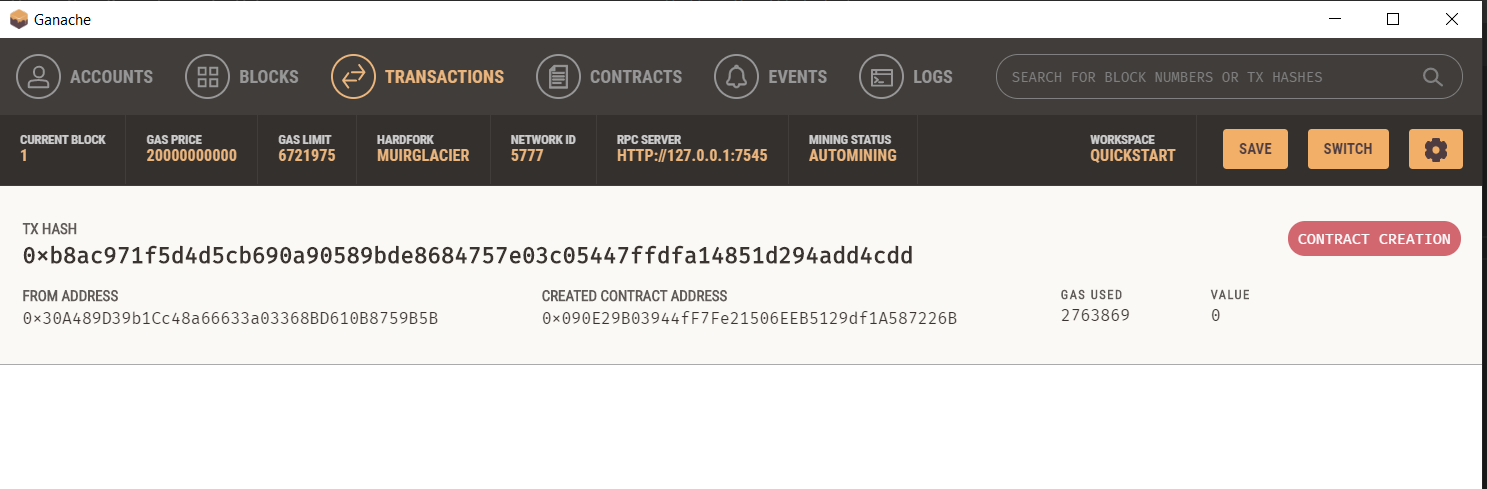 Ganache
ACCOUNTS BLOCKS TRANSACTIONS CONTRACTS EVENTS LOGS SEARCH FOR BLOCK NUMBERS OR TX HASHES
CURRENT BLOCK GAS PRICE GAS LIMIT HARDFORK NETWORK ID RPC SERVER MINING STATUS WORKSPACE
1 20000000000 6721975 MUIRGLACIER 5777 HTTP://127.0.0.1:7545 AUTOMINING QUICKSTART SAVE SWITCH
TX HASH
0×b8ac971f5d4d5cb690a90589bde8684757e03c05447ffdfa14851d294add4cdd CONTRACT CREATION
FROM ADDRESS CREATED CONTRACT ADDRESS GAS USED VALUE
0×30A489D39b1Cc48a66633a03368BD610B8759B5B 0×090E29B03944fF7Fe21506EEB5129df1A587226B 2763869 0